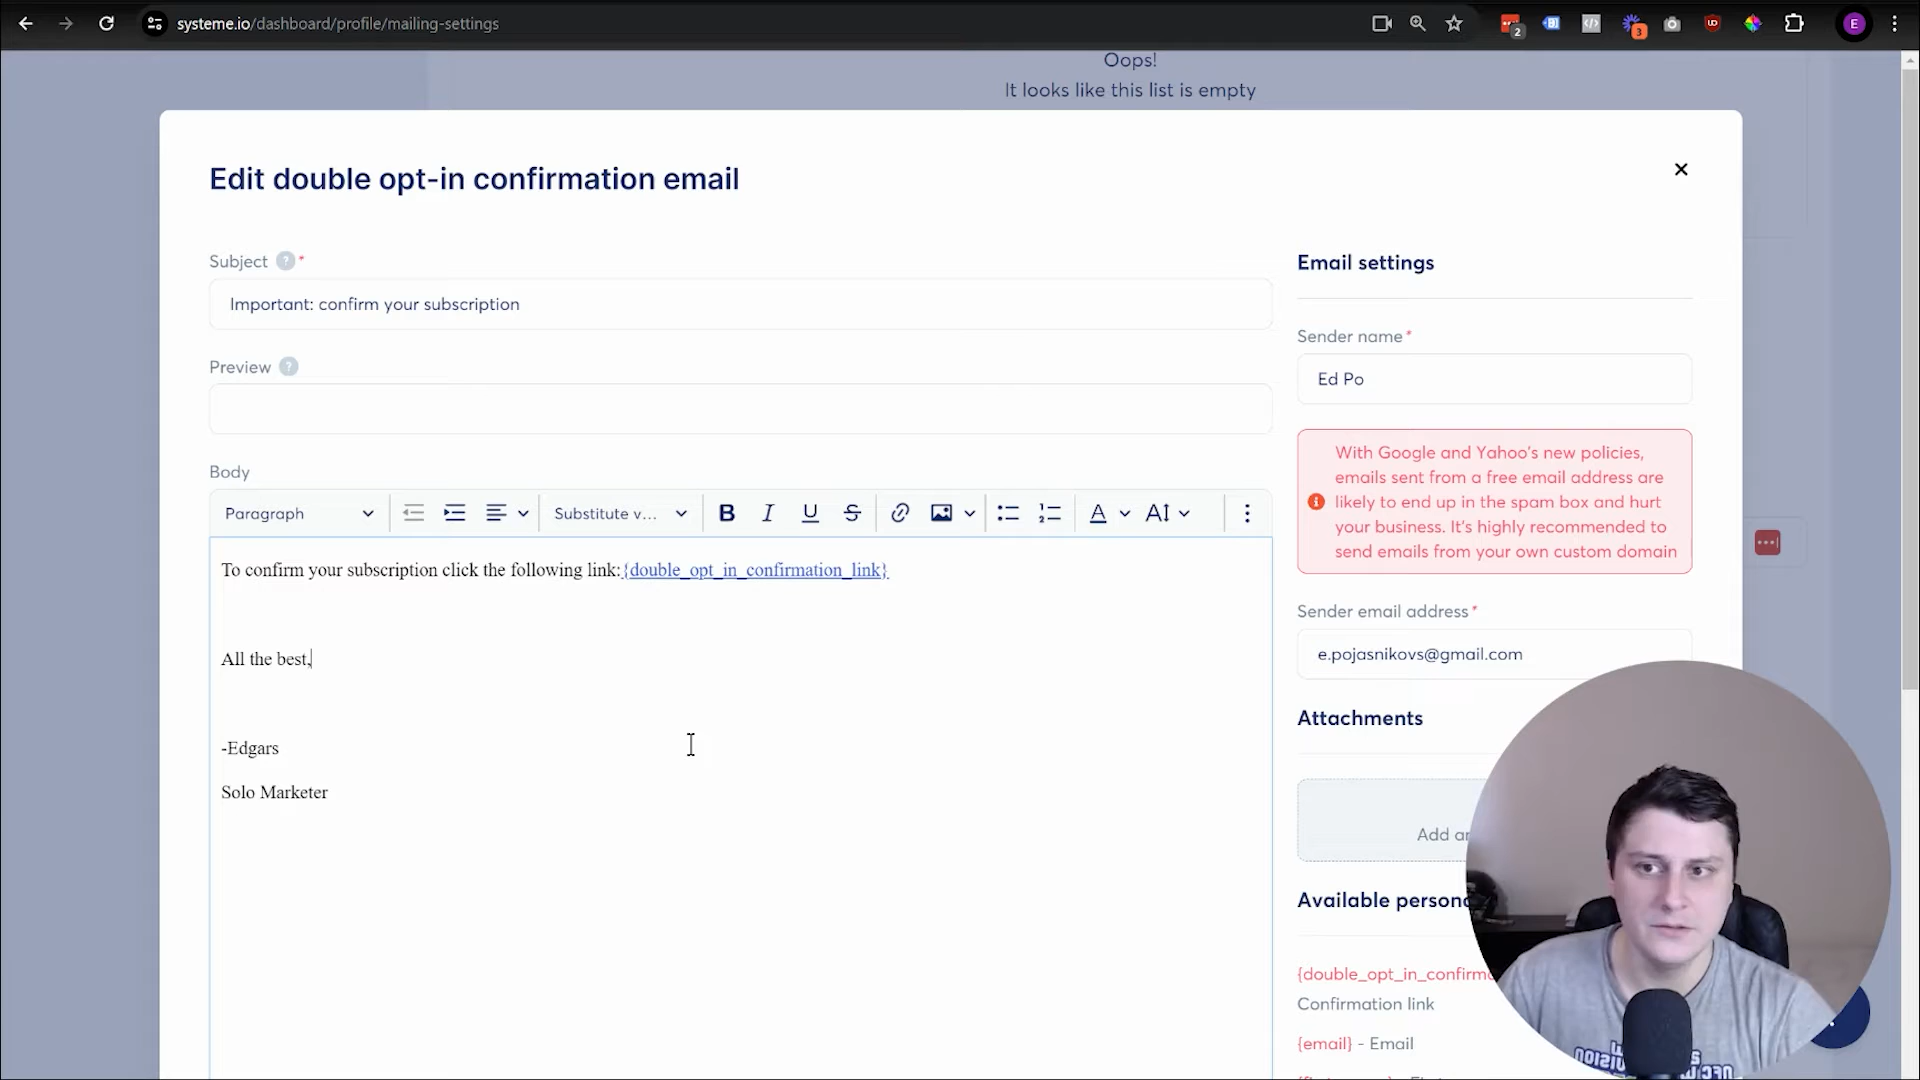 systeme.io/dashboard/profile/mailing-settings
2
3
E
Oops!
It looks like this list is empty
Edit double opt-in confirmation email
Subject ? *
Important: confirm your subscription
Preview ?
Body
Paragraph
Substitute v...
B I U S A AI
To confirm your subscription click the following link:{double_opt_in_confirmation_link}
All the best,
-Edgars
Solo Marketer
Email settings
Sender name *
Ed Po
With Google and Yahoo's new policies,
emails sent from a free email address are
likely to end up in the spam box and hurt
your business. It's highly recommended to
send emails from your own custom domain
Sender email address *
e.pojasnikovs@gmail.com
Attachments
Add
Available
Confirmation link
{email} - Email